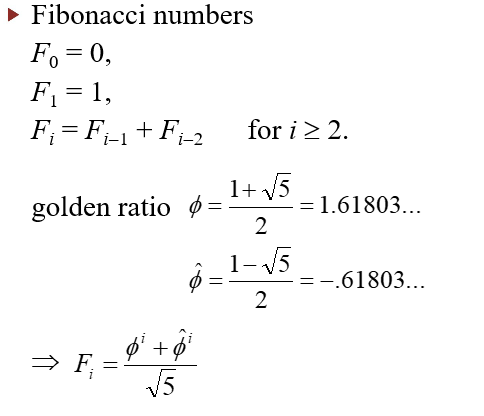 ▶ Fibonacci numbers
F₀ = 0,
F₁ = 1,
Fᵢ = Fᵢ₋₁ + Fᵢ₋₂ for i ≥ 2.
golden ratio ϕ = (1+√5)/2 = 1.61803...
ϕ̂ = (1−√5)/2 = −.61803...
⇒ Fᵢ = (ϕⁱ + ϕ̂ⁱ)/√5